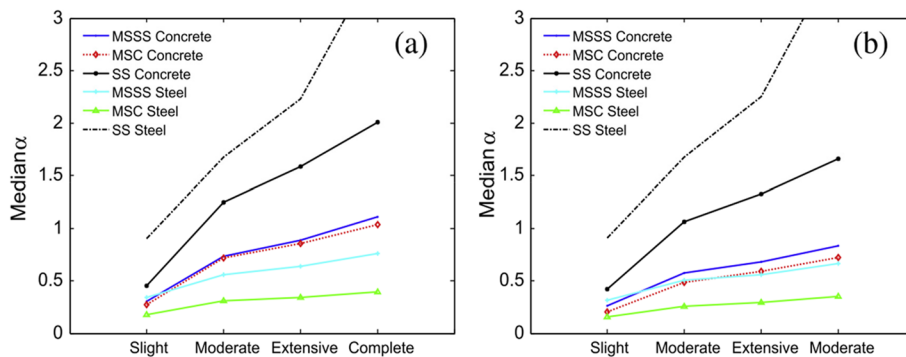 3
2.5
2
1.5
1
0.5
0
Median α
MSSS Concrete
MSC Concrete
SS Concrete
MSSS Steel
MSC Steel
SS Steel
(a)
Slight Moderate Extensive Complete
3
2.5
2
1.5
1
0.5
0
Median α
MSSS Concrete
MSC Concrete
SS Concrete
MSSS Steel
MSC Steel
SS Steel
(b)
Slight Moderate Extensive Moderate